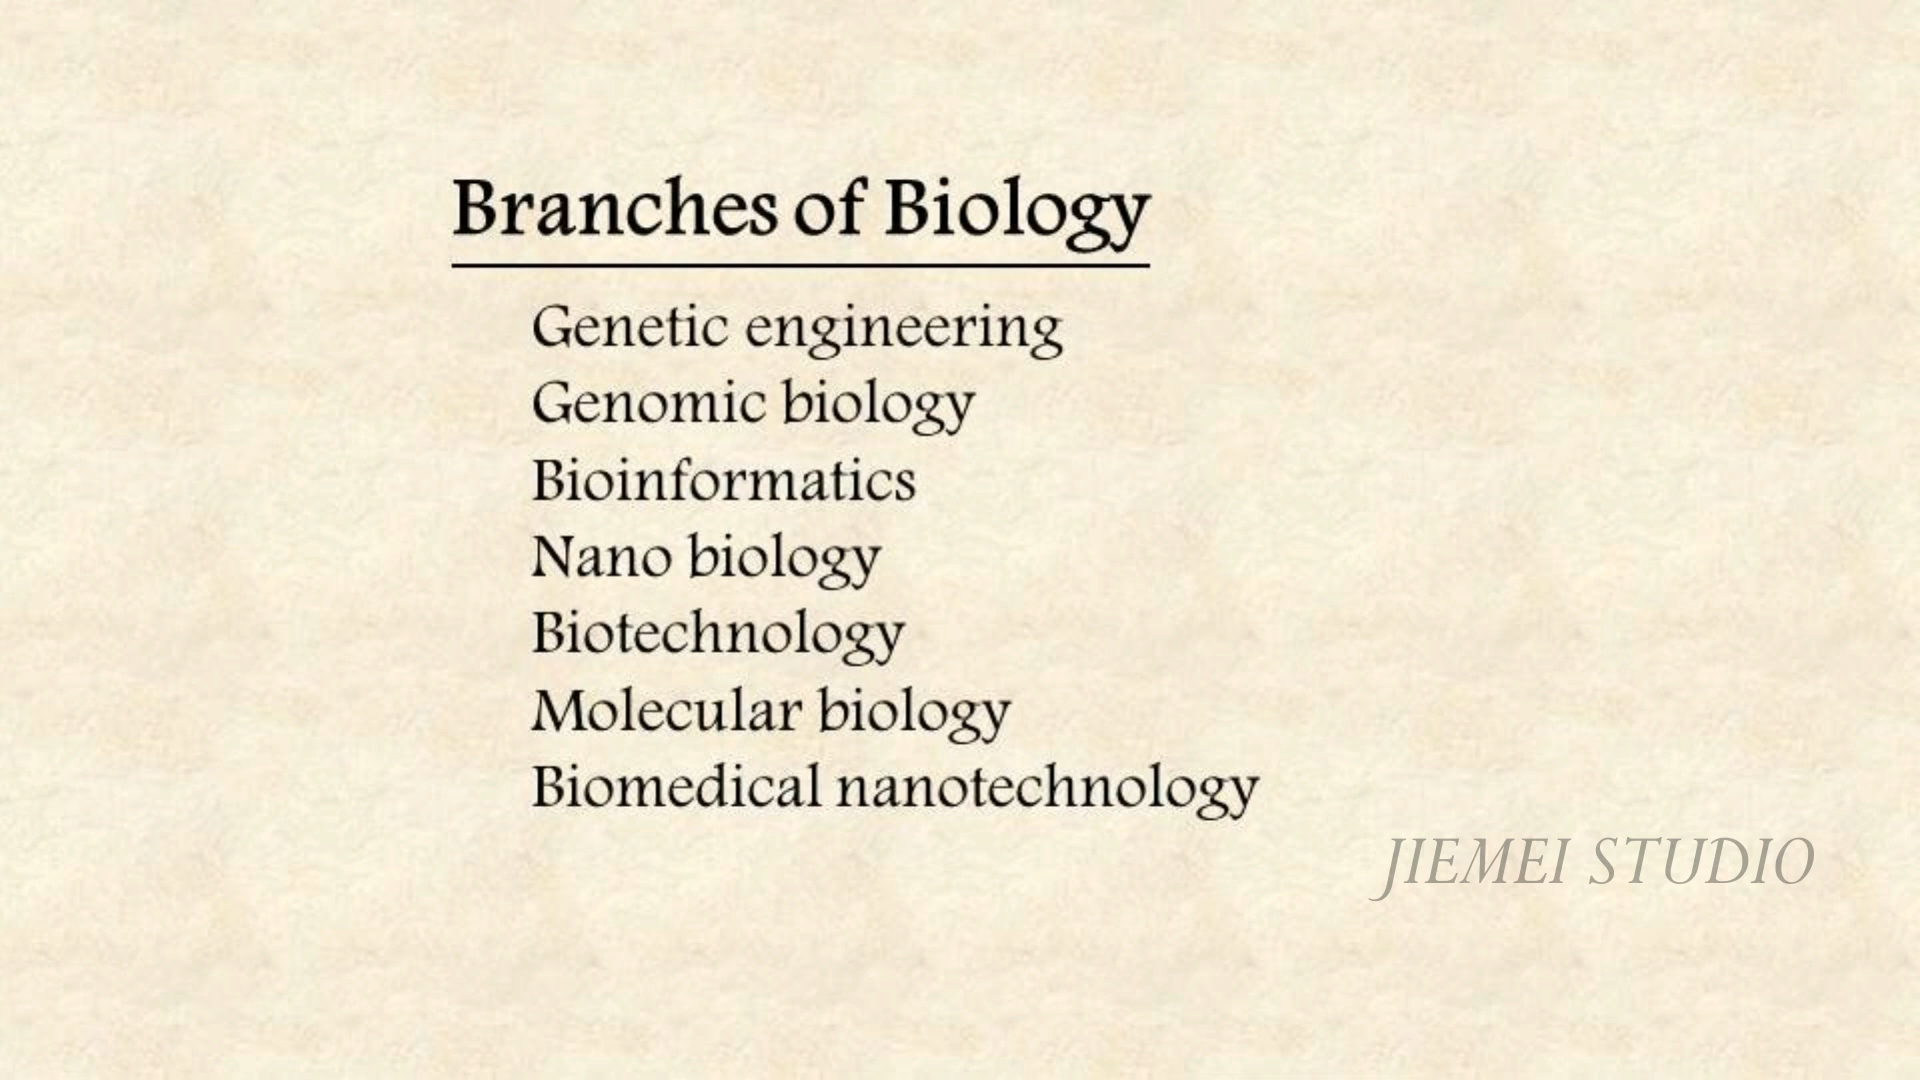 Branches of Biology
Genetic engineering
Genomic biology
Bioinformatics
Nano biology
Biotechnology
Molecular biology
Biomedical nanotechnology
JIEMEI STUDIO